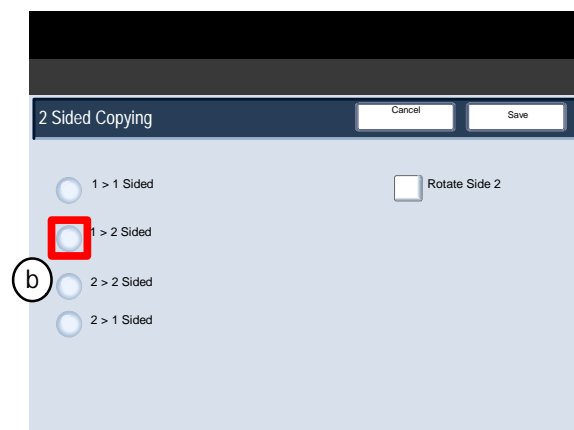 2 Sided Copying
Cancel
Save
1 > 1 Sided
Rotate Side 2
1 > 2 Sided
b
2 > 2 Sided
2 > 1 Sided